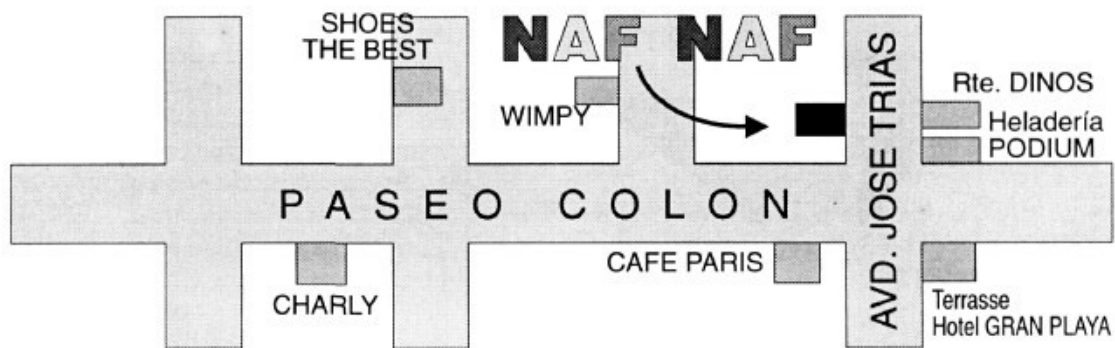 SHOES
THE BEST
NAF NAF
WIMPY
AVD. JOSE TRIAS
Rte. DINOS
Heladería
PODIUM
PASEO COLON
CHARLY
CAFE PARIS
Terrasse
Hotel GRAN PLAYA